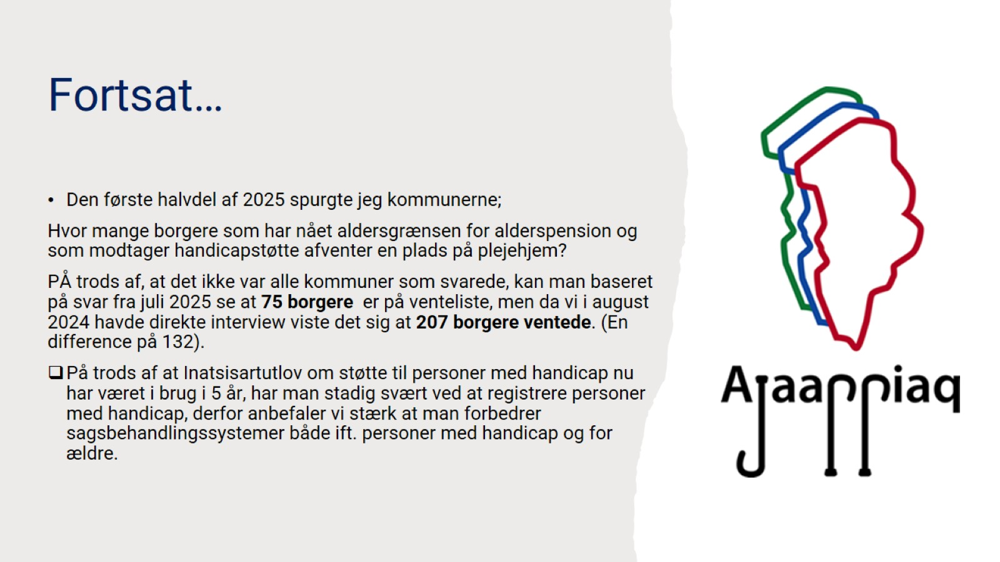 Fortsat…
• Den første halvdel af 2025 spurgte jeg kommunerne;
Hvor mange borgere som har nået aldersgrænsen for alderspension og
som modtager handicapstøtte afventer en plads på plejehjem?
PÅ trods af, at det ikke var alle kommuner som svarede, kan man baseret
på svar fra juli 2025 se at 75 borgere  er på venteliste, men da vi i august
2024 havde direkte interview viste det sig at 207 borgere ventede. (En
difference på 132).
❑ På trods af at Inatsisartutlov om støtte til personer med handicap nu
har været i brug i 5 år, har man stadig svært ved at registrere personer
med handicap, derfor anbefaler vi stærk at man forbedrer
sagsbehandlingssystemer både ift. personer med handicap og for
ældre.
Ajaappiaq